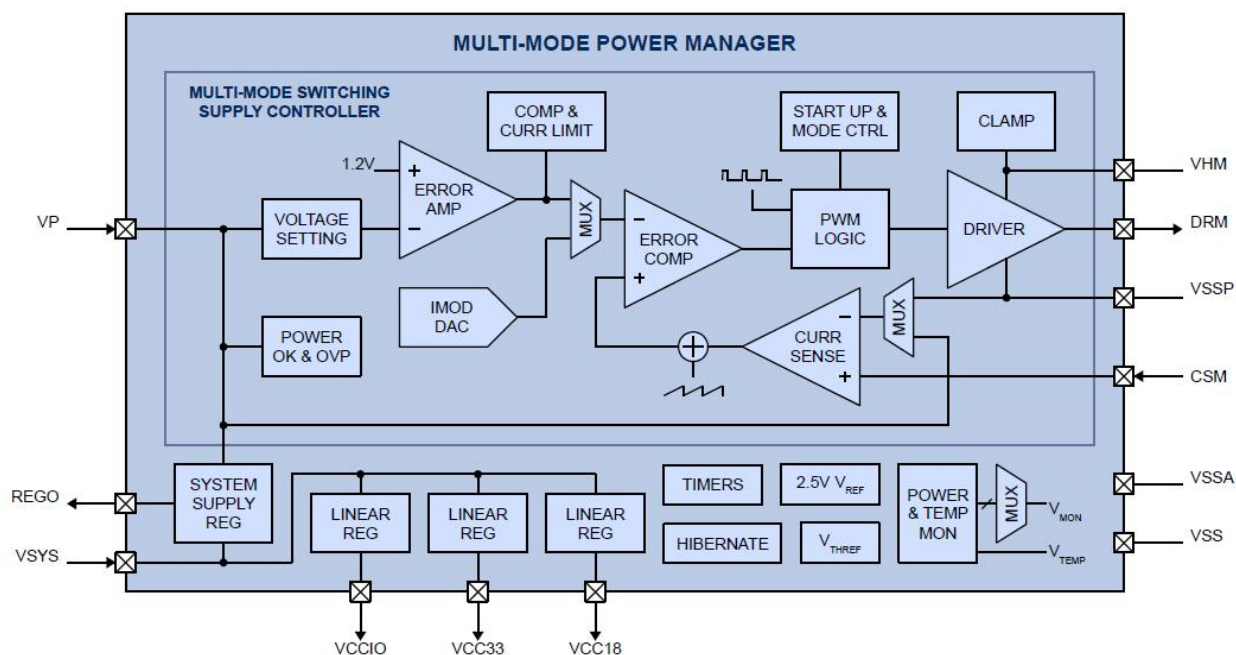 MULTI-MODE POWER MANAGER
MULTI-MODE SWITCHING
SUPPLY CONTROLLER
COMP &
CURR LIMIT
START UP &
MODE CTRL
CLAMP
1.2V
+
ERROR
AMP
−
VOLTAGE
SETTING
MUX
−
ERROR
COMP
+
PWM
LOGIC
DRIVER
VP
VHM
DRM
VSSP
IMOD
DAC
POWER
OK & OVP
+
−
CURR
SENSE
+
MUX
CSM
REGO
SYSTEM
SUPPLY
REG
VSYS
LINEAR
REG
LINEAR
REG
LINEAR
REG
TIMERS
2.5V VREF
HIBERNATE
VTHREF
POWER
& TEMP
MON
MUX
VMON
VTEMP
VSSA
VSS
VCCIO
VCC33
VCC18